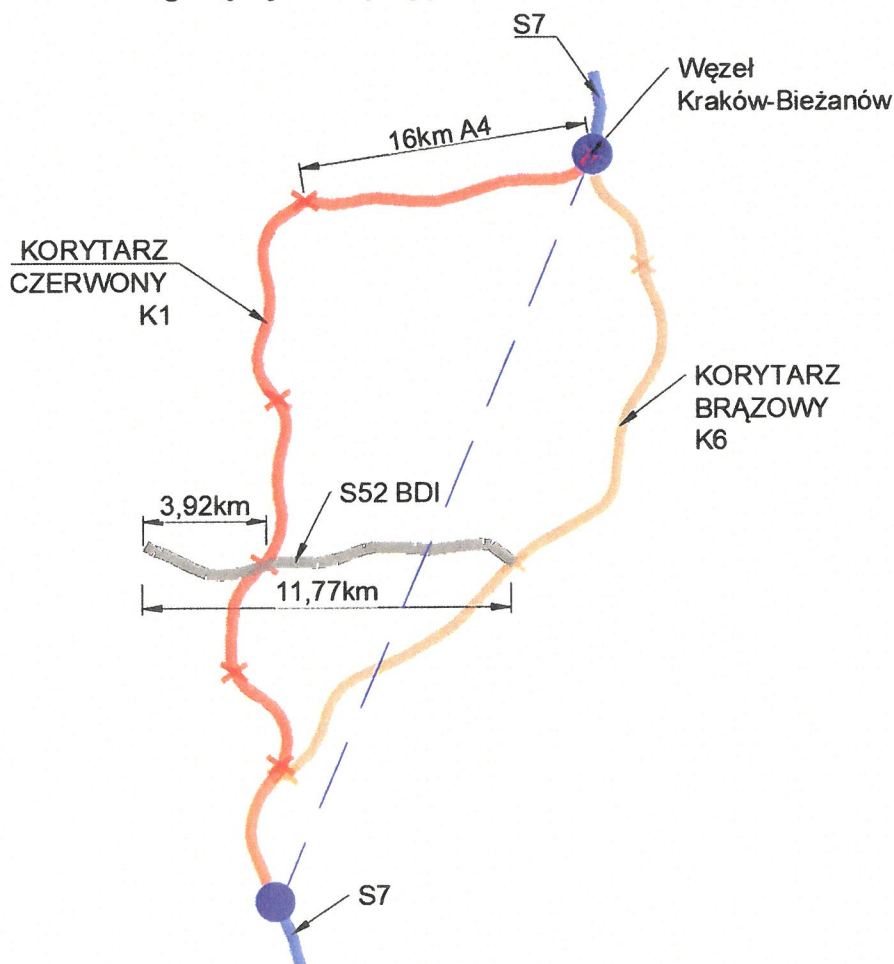 S7
Węzeł
Kraków-Bieżanów
16km A4
KORYTARZ
CZERWONY
K1
KORYTARZ
BRĄZOWY
K6
S52 BDI
3,92km
11,77km
S7